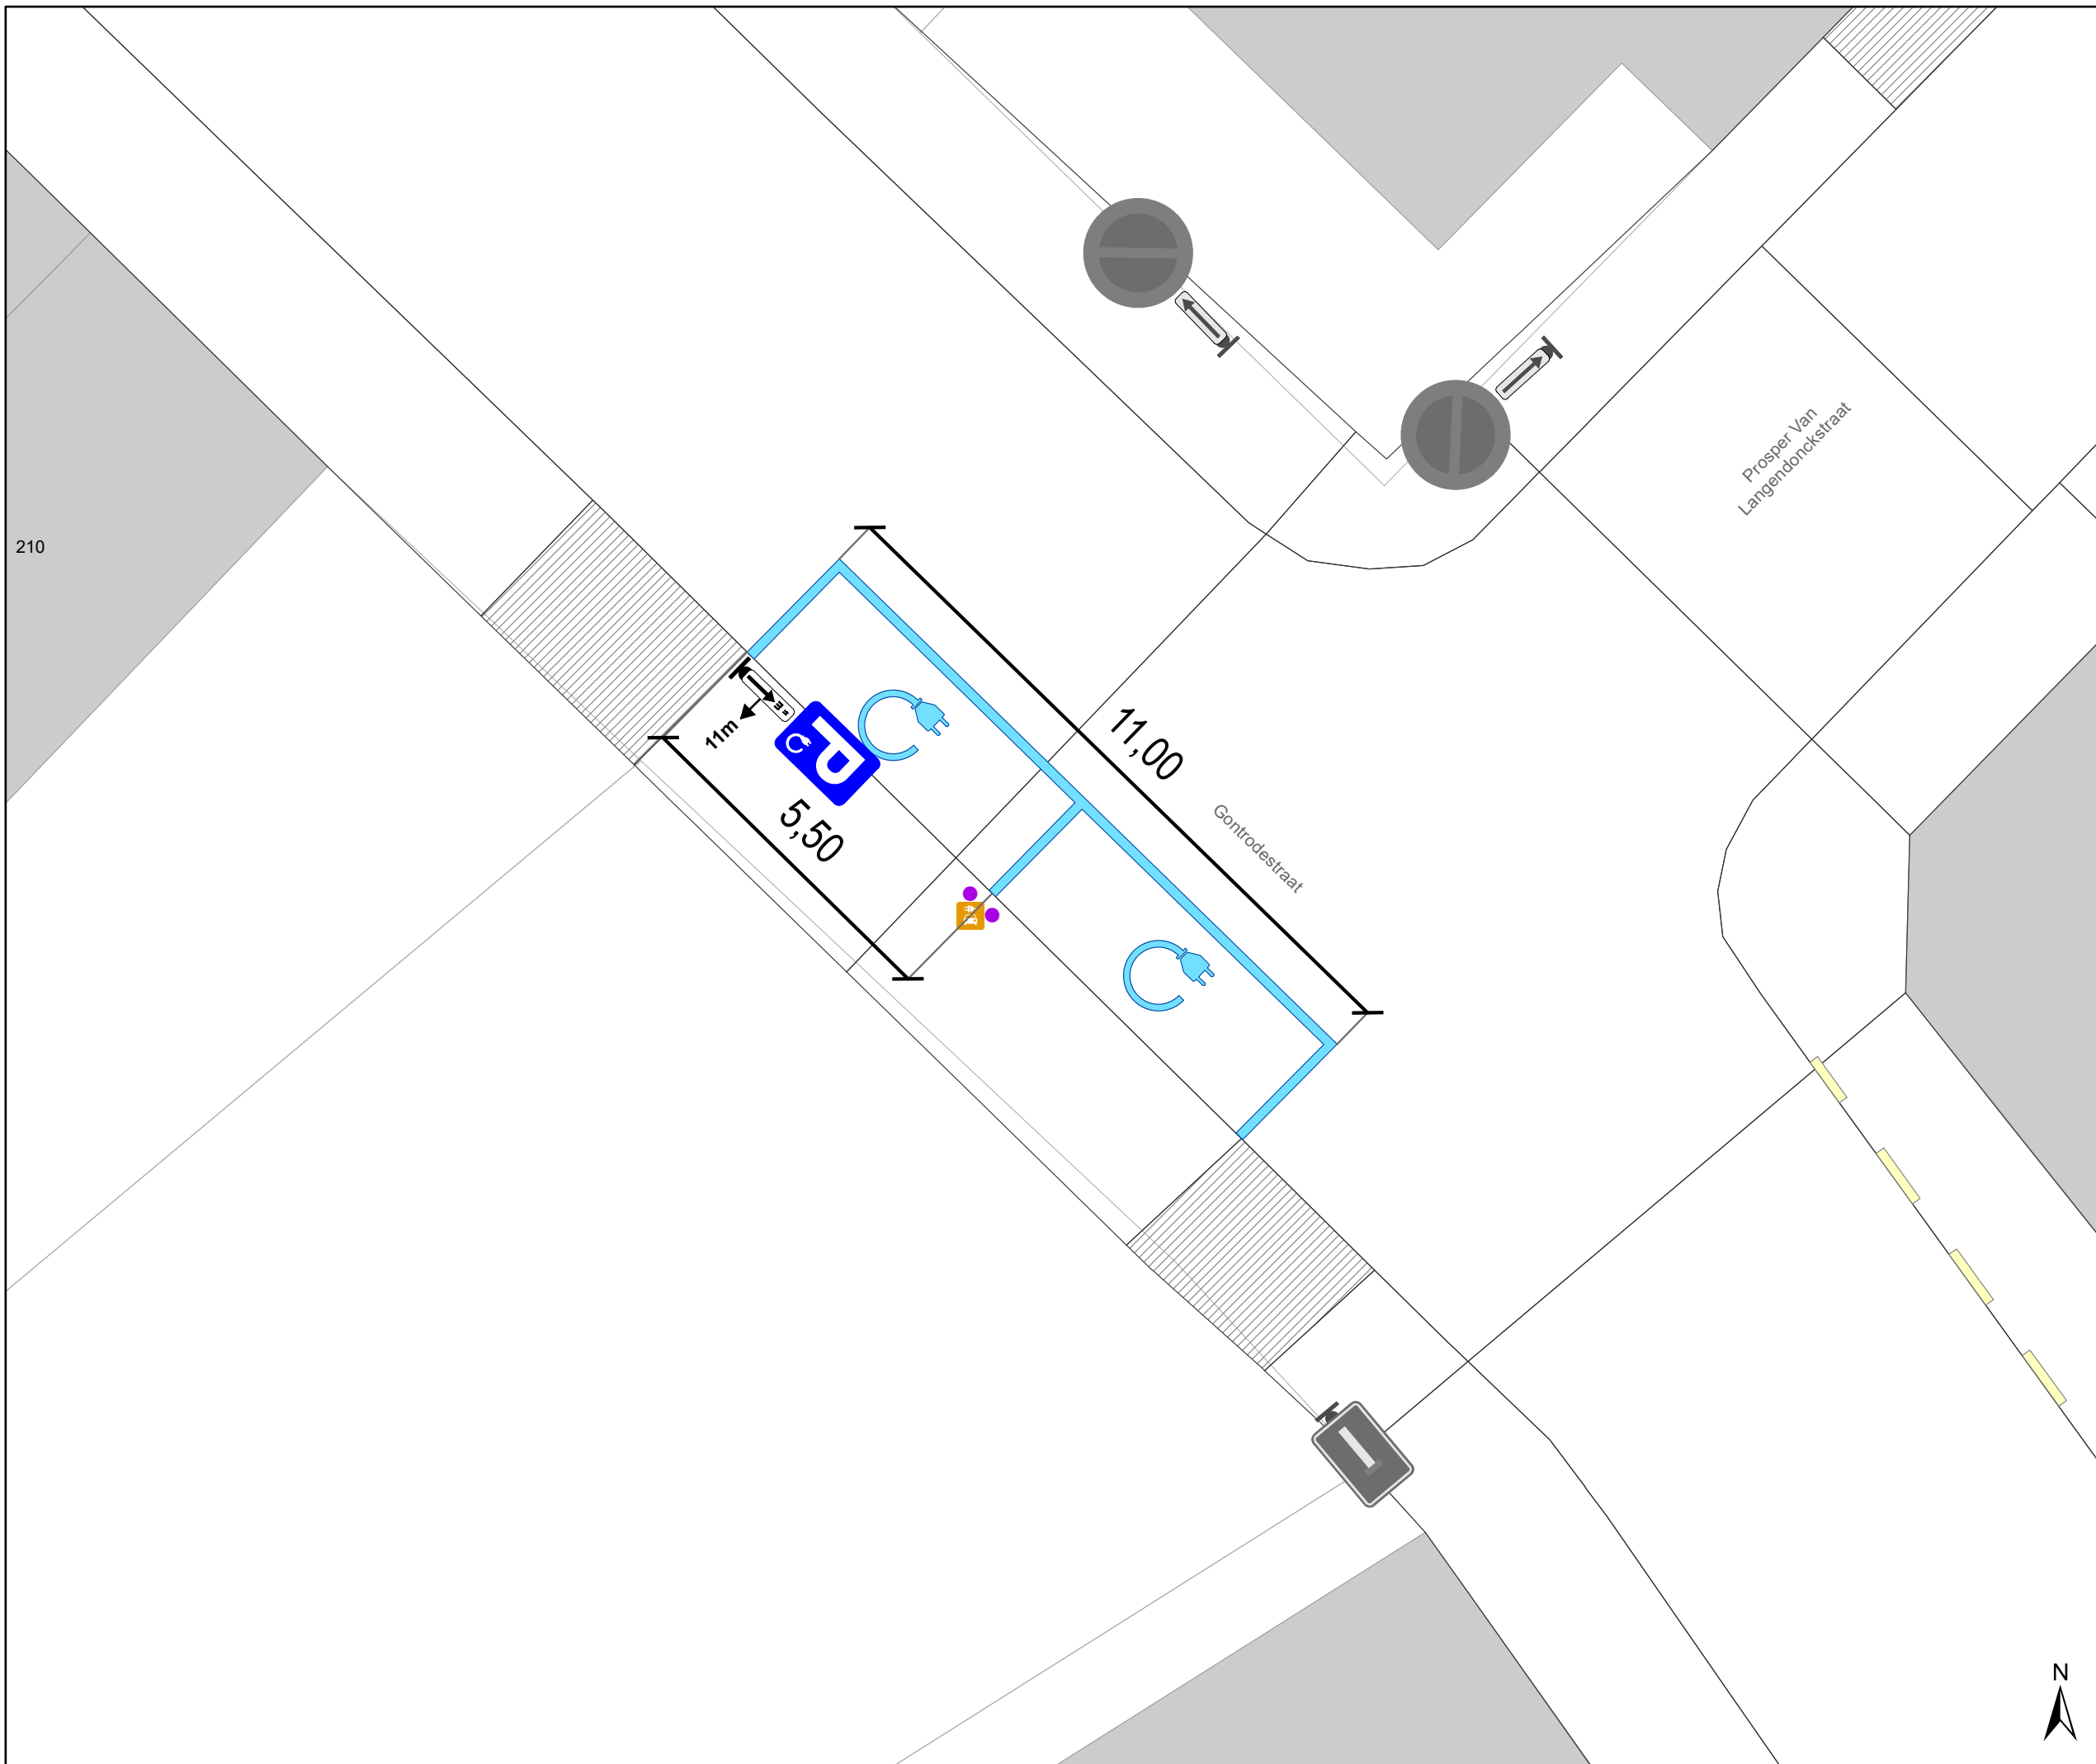 Prosper Van
Langendonckstraat
210
11,00
11m
P
5,50
Gontrodestraat
N